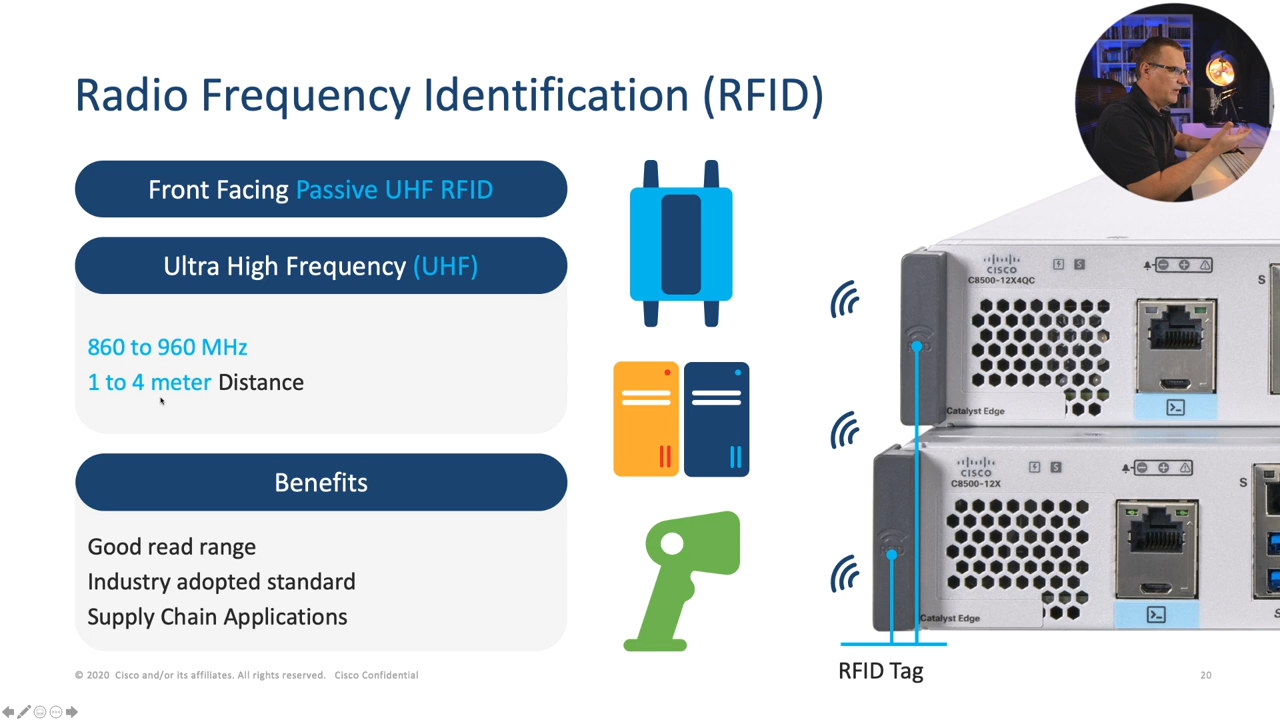 Radio Frequency Identification (RFID)
Front Facing Passive UHF RFID
Ultra High Frequency (UHF)
860 to 960 MHz
1 to 4 meter Distance
Benefits
Good read range
Industry adopted standard
Supply Chain Applications
CISCO
C8500-12X4QC
S
S
RFID
Catalyst Edge
CISCO
C8500-12X
S
S
RFID
Catalyst Edge
S
RFID Tag
© 2020 Cisco and/or its affiliates. All rights reserved. Cisco Confidential
20